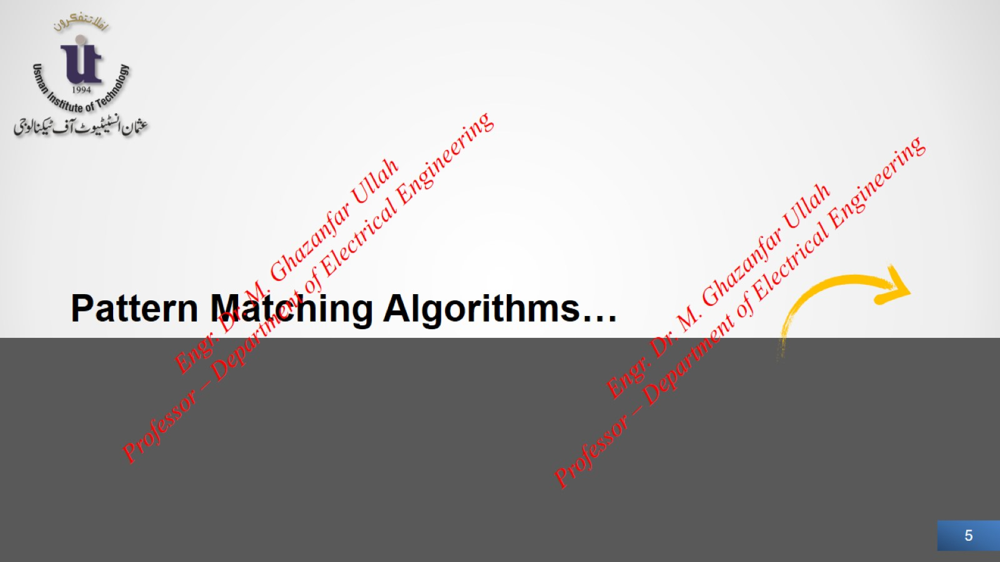 افلا تتفكرون
ut
1994
Usman Institute of Technology
عثمان انسٹیٹیوٹ آف ٹیکنالوجی
Engr. Dr. M. Ghazanfar Ullah
Professor – Department of Electrical Engineering
Engr. Dr. M. Ghazanfar Ullah
Professor – Department of Electrical Engineering
Pattern Matching Algorithms…
5